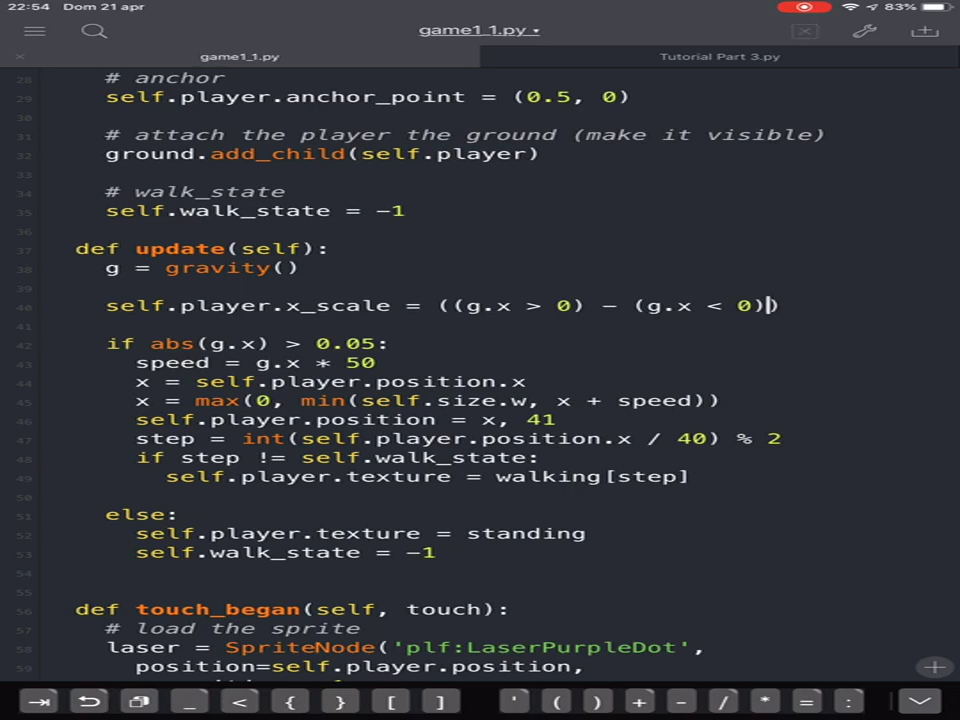 22:54 Dom 21 apr 83%
game1_1.py
game1_1.py Tutorial Part 3.py
28 # anchor
29 self.player.anchor_point = (0.5, 0)
30
31 # attach the player the ground (make it visible)
32 ground.add_child(self.player)
33
34 # walk_state
35 self.walk_state = -1
36
37 def update(self):
38 g = gravity()
39
40 self.player.x_scale = ((g.x > 0) - (g.x < 0))
41
42 if abs(g.x) > 0.05:
43 speed = g.x * 50
44 x = self.player.position.x
45 x = max(0, min(self.size.w, x + speed))
46 self.player.position = x, 41
47 step = int(self.player.position.x / 40) % 2
48 if step != self.walk_state:
49 self.player.texture = walking[step]
50
51 else:
52 self.player.texture = standing
53 self.walk_state = -1
54
55
56 def touch_began(self, touch):
57 # load the sprite
58 laser = SpriteNode('plf:LaserPurpleDot',
59 position=self.player.position,
_ < { } [ ] ' ( ) + - / * = :